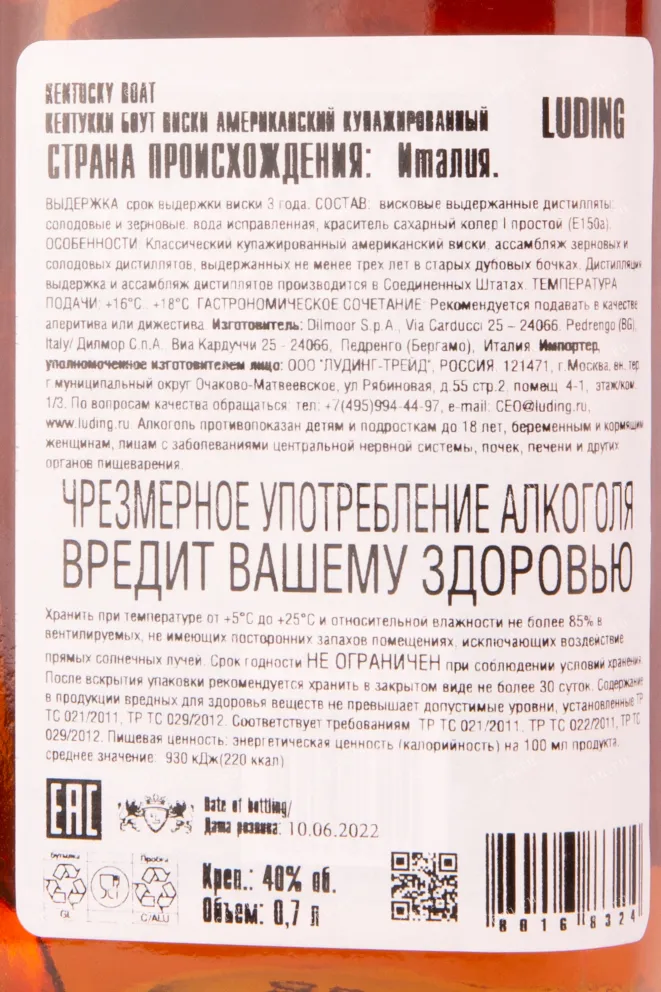 KENTUCKY BOAT
КЕНТУККИ БОУТ ВИСКИ АМЕРИКАНСКИЙ КУПАЖИРОВАННЫЙ
LUDING
СТРАНА ПРОИСХОЖДЕНИЯ: Италия.
ВЫДЕРЖКА: срок выдержки виски 3 года. СОСТАВ: висковые выдержанные дистилляты:
солодовые и зерновые, вода исправленная, краситель сахарный колер I простой (Е150а).
ОСОБЕННОСТИ: Классический купажированный американский виски, ассамбляж зерновых и
солодовых дистиллятов, выдержанных не менее трех лет в старых дубовых бочках. Дистилляция
выдержка и ассамбляж дистиллятов производится в Соединенных Штатах. ТЕМПЕРАТУРА
ПОДАЧИ: +16°С...+18°С. ГАСТРОНОМИЧЕСКОЕ СОЧЕТАНИЕ: Рекомендуется подавать в качестве
аперитива или дижестива. Изготовитель: Dilmoor S.p.A., Via Carducci 25 – 24066, Pedrengo (BG),
Italy/ Дилмор С.п.А., Виа Кардуччи 25 - 24066, Педренго (Бергамо), Италия. Импортер,
уполномоченное изготовителем лицо: ООО "ЛУДИНГ-ТРЕЙД", РОССИЯ, 121471, г.Москва, вн.тер.
г. муниципальный округ Очаково-Матвеевское, ул Рябиновая, д.55 стр.2, помещ. 4-1, этаж/ком.
1/3. По вопросам качества обращаться: тел.: +7(495)994-44-97, e-mail: CEO@luding.ru,
www.luding.ru. Алкоголь противопоказан детям и подросткам до 18 лет, беременным и кормящим
женщинам, лицам с заболеваниями центральной нервной системы, почек, печени и других
органов пищеварения.
ЧРЕЗМЕРНОЕ УПОТРЕБЛЕНИЕ АЛКОГОЛЯ
ВРЕДИТ ВАШЕМУ ЗДОРОВЬЮ
Хранить при температуре от +5°С до +25°С и относительной влажности не более 85% в
вентилируемых, не имеющих посторонних запахов помещениях, исключающих воздействие
прямых солнечных лучей. Срок годности НЕ ОГРАНИЧЕН при соблюдении условий хранения.
После вскрытия упаковки рекомендуется хранить в закрытом виде не более 30 суток. Содержание
в продукции вредных для здоровья веществ не превышает допустимые уровни, установленные ТР
ТС 021/2011, ТР ТС 029/2012. Соответствует требованиям: ТР ТС 021/2011, ТР ТС 022/2011, ТР ТС
029/2012. Пищевая ценность: энергетическая ценность (калорийность) на 100 мл продукта,
среднее значение: 930 кДж(220 ккал)
EAC
Date of bottling/
Дата розлива: 10.06.2022
бутылка
GL
Пробка
C/ALU
Креп.: 40% об.
Объем: 0,7 л
8016 8324